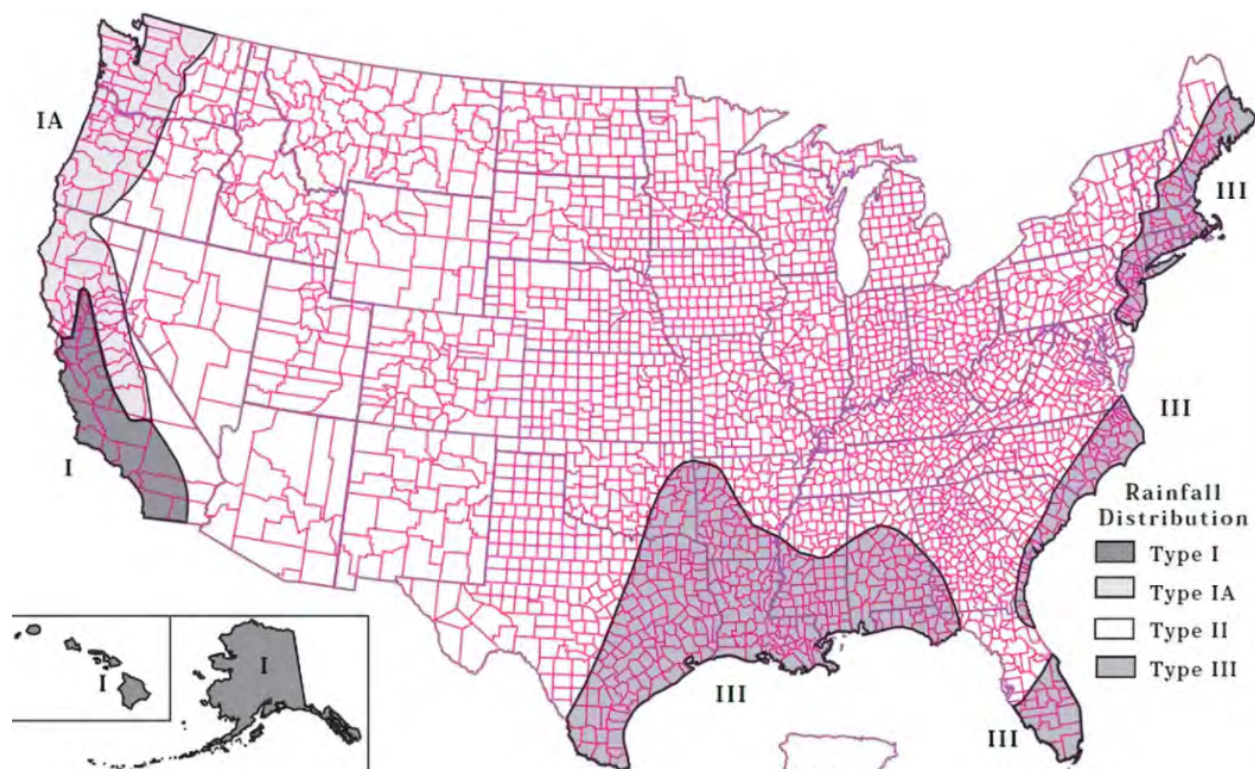 IA
III
III
I
Rainfall
Distribution
Type I
Type IA
Type II
Type III
I
I
III
III